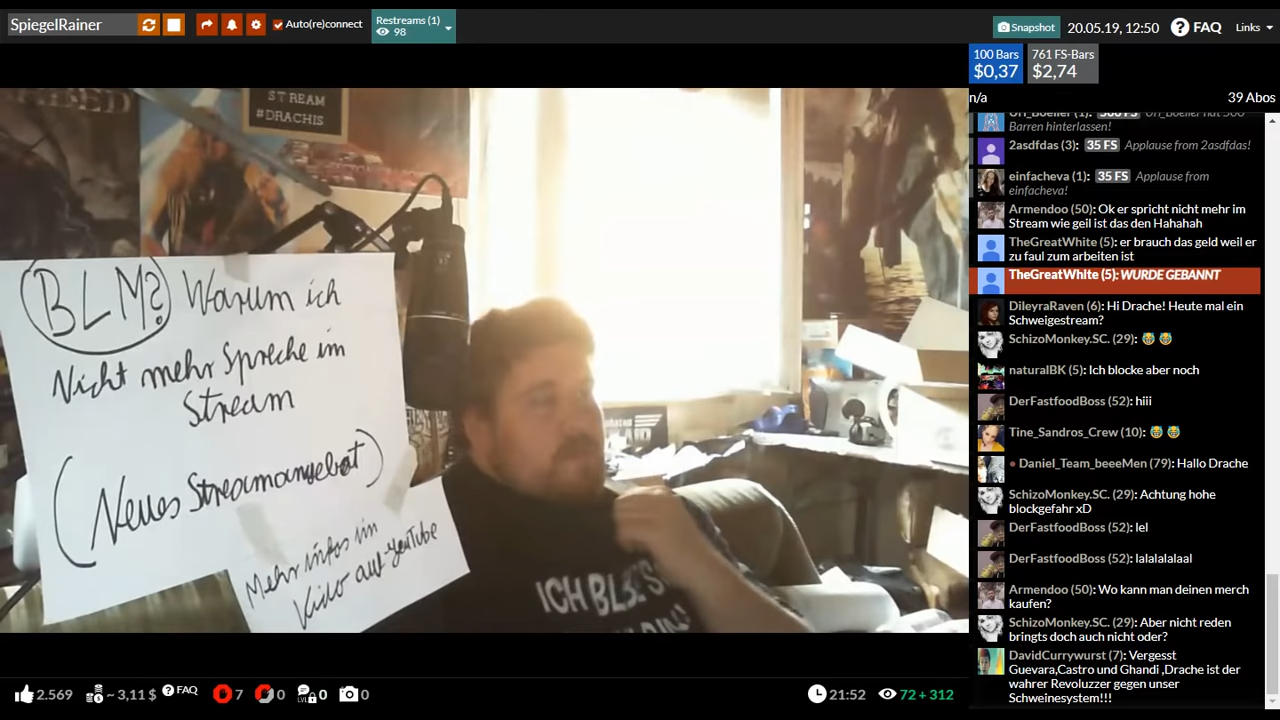 SpiegelRainer
Auto(re)connect
Restreams (1)
98
Snapshot
20.05.19, 12:50
FAQ
Links
100 Bars
$0,37
761 FS-Bars
$2,74
n/a
39 Abos
STREAM
#DRACHIS
BLM? Warum ich
Nicht mehr Spreche im
Stream
(Neues Streamangebot)
Mehr infos im
Video auf YouTube
Barren hinterlassen!
2asdfdas (3): 35 FS Applause from 2asdfdas!
einfacheva (1): 35 FS Applause from
einfacheva!
Armendoo (50): Ok er spricht nicht mehr im
Stream wie geil ist das den Hahahah
TheGreatWhite (5): er brauch das geld weil er
zu faul zum arbeiten ist
TheGreatWhite (5): WURDE GEBANNT
DileyraRaven (6): Hi Drache! Heute mal ein
Schweigestream?
SchizoMonkey.SC. (29): 😂 😂
naturalBK (5): Ich blocke aber noch
DerFastfoodBoss (52): hiii
Tine_Sandros_Crew (10): 😂 😂
Daniel_Team_beeeMen (79): Hallo Drache
SchizoMonkey.SC. (29): Achtung hohe
blockgefahr xD
DerFastfoodBoss (52): lel
DerFastfoodBoss (52): lalalalalaal
Armendoo (50): Wo kann man deinen merch
kaufen?
SchizoMonkey.SC. (29): Aber nicht reden
bringts doch auch nicht oder?
DavidCurrywurst (7): Vergesst
Guevara,Castro und Ghandi ,Drache ist der
wahrer Revoluzzer gegen unser
Schweinesystem!!!
2.569
~ 3,11 $
FAQ
7
0
LVL
0
0
21:52
72 + 312